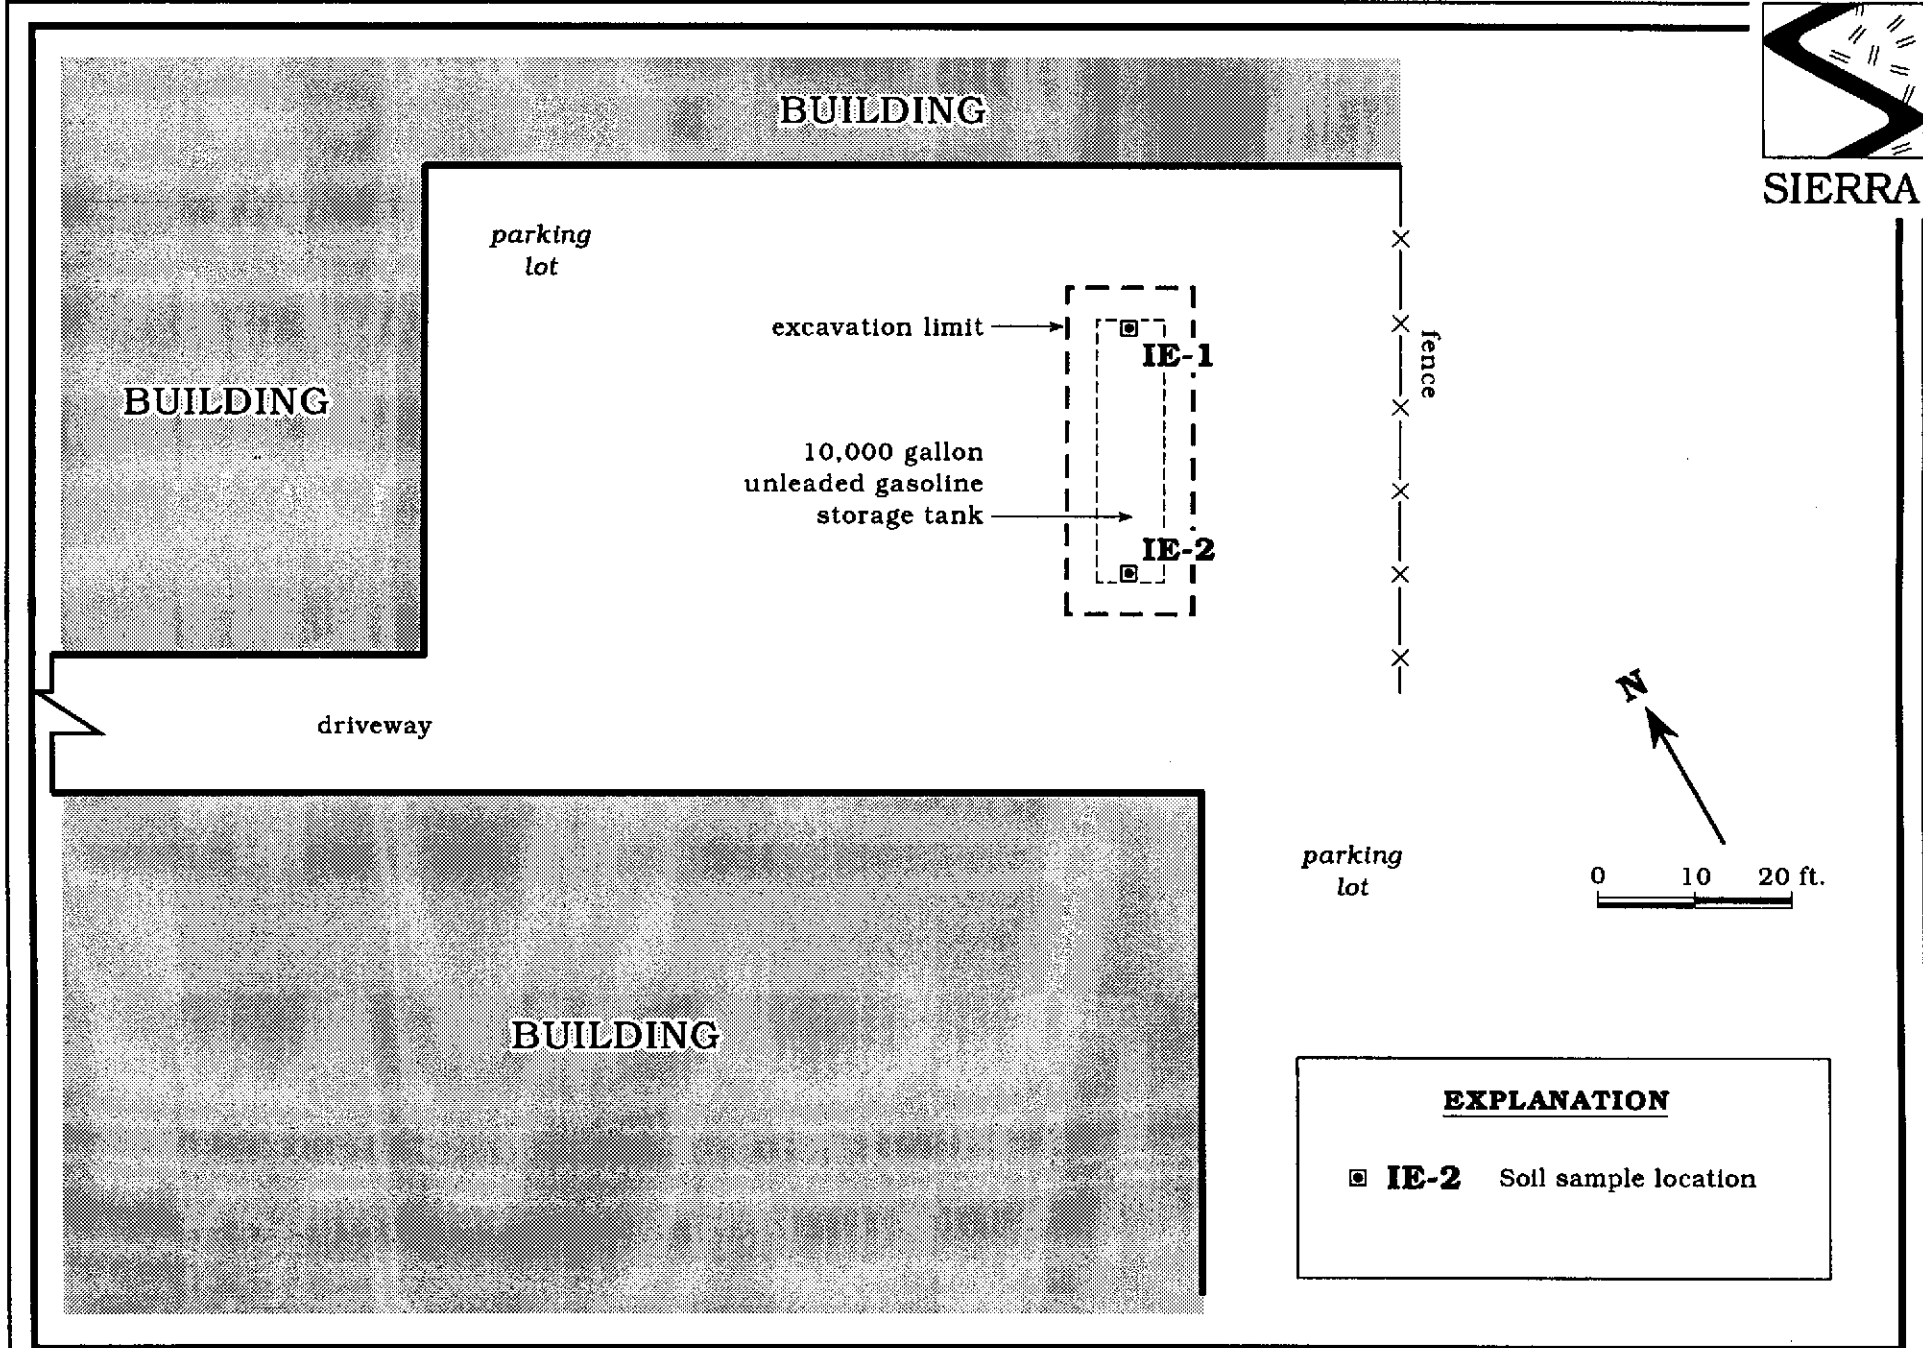 BUILDING
SIERRA
parking
lot
excavation limit
IE-1
fence
BUILDING
10,000 gallon
unleaded gasoline
storage tank
IE-2
N
driveway
parking
lot
0 10 20 ft.
BUILDING
EXPLANATION
IE-2 Soil sample location